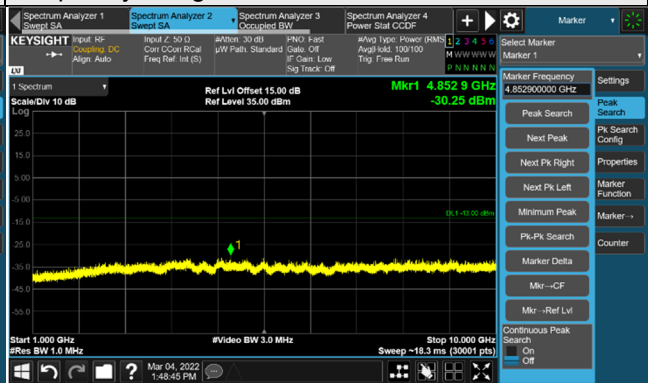 Spectrum Analyzer 1
Swept SA
Spectrum Analyzer 2
Swept SA
Spectrum Analyzer 3
Occupied BW
Spectrum Analyzer 4
Power Stat CCDF
Marker
KEYSIGHT
Input: RF
Coupling: DC
Align: Auto
Input Z: 50 Ω
Corr CCorr RCal
Freq Ref: Int (S)
#Atten: 30 dB
µW Path: Standard
PNO: Fast
Gate: Off
IF Gain: Low
Sig Track: Off
#Avg Type: Power (RMS)
Avg|Hold: 100/100
Trig: Free Run
1 2 3 4 5 6
M W W W W W
P N N N N N
LXI
Select Marker
Marker 1
1 Spectrum
Scale/Div 10 dB
Log
Ref Lvl Offset 15.00 dB
Ref Level 35.00 dBm
Mkr1 4.852 9 GHz
-30.25 dBm
25.0
15.0
5.00
-5.00
-15.0
-25.0
-35.0
-45.0
-55.0
DL1 -13.00 dBm
1
Start 1.000 GHz
#Res BW 1.0 MHz
#Video BW 3.0 MHz
Stop 10.000 GHz
Sweep ~18.3 ms (30001 pts)
Marker Frequency
4.852900000 GHz
Peak Search
Next Peak
Next Pk Right
Next Pk Left
Minimum Peak
Pk-Pk Search
Marker Delta
Mkr→CF
Mkr→Ref Lvl
Continuous Peak
Search
On
Off
Settings
Peak
Search
Pk Search
Config
Properties
Marker
Function
Marker→
Counter
Mar 04, 2022
1:48:45 PM